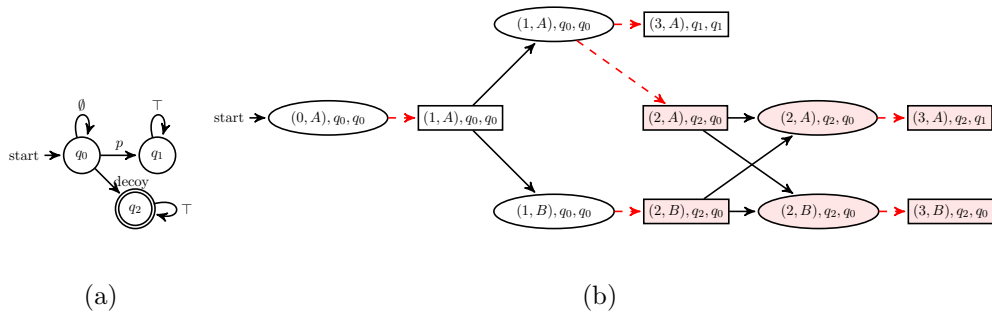 (1, A), q₀, q₀
(3, A), q₁, q₁
∅
⊤
start
q₀
p
q₁
decoy
q₂
⊤
start
(0, A), q₀, q₀
(1, A), q₀, q₀
(2, A), q₂, q₀
(2, A), q₂, q₀
(3, A), q₂, q₁
(1, B), q₀, q₀
(2, B), q₂, q₀
(2, B), q₂, q₀
(3, B), q₂, q₀
(a)
(b)